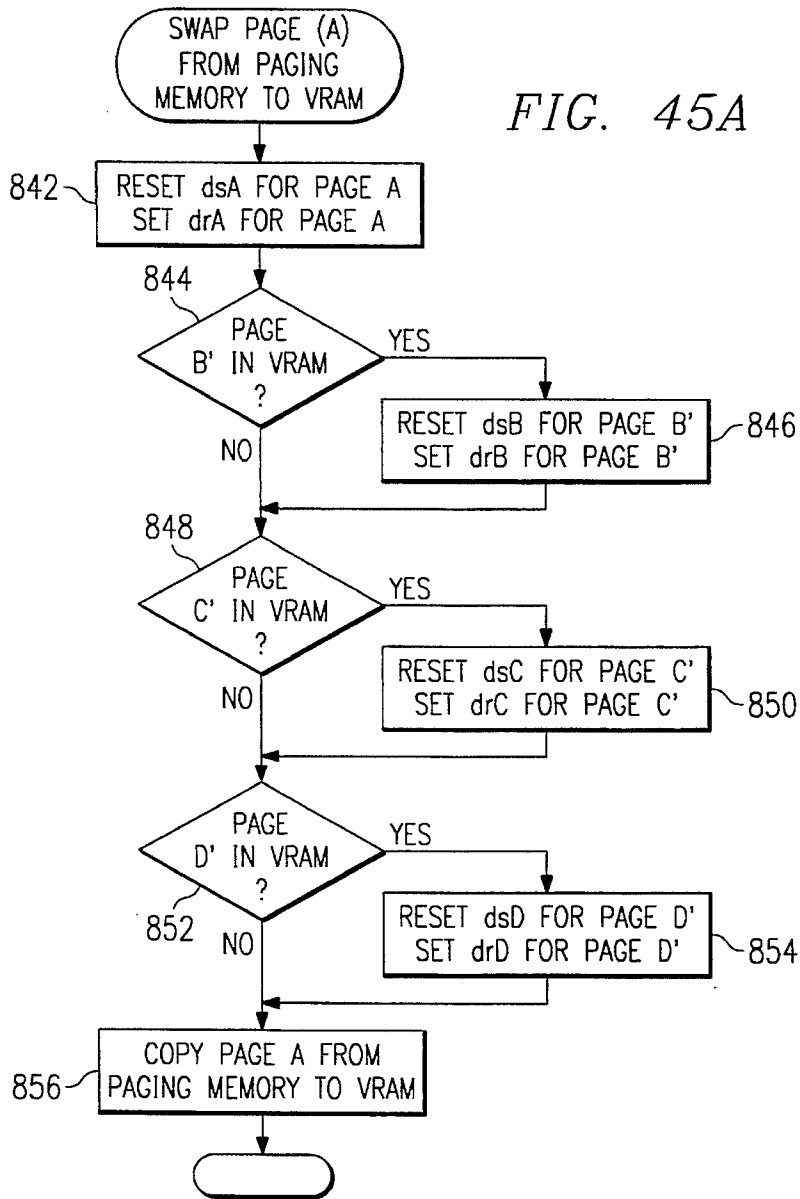 SWAP PAGE (A)
FROM PAGING
MEMORY TO VRAM
FIG. 45A
842
RESET dsA FOR PAGE A
SET drA FOR PAGE A
844
PAGE
B' IN VRAM
?
YES
NO
RESET dsB FOR PAGE B'
SET drB FOR PAGE B'
846
848
PAGE
C' IN VRAM
?
YES
NO
RESET dsC FOR PAGE C'
SET drC FOR PAGE C'
850
PAGE
D' IN VRAM
?
YES
852
NO
RESET dsD FOR PAGE D'
SET drD FOR PAGE D'
854
856
COPY PAGE A FROM
PAGING MEMORY TO VRAM